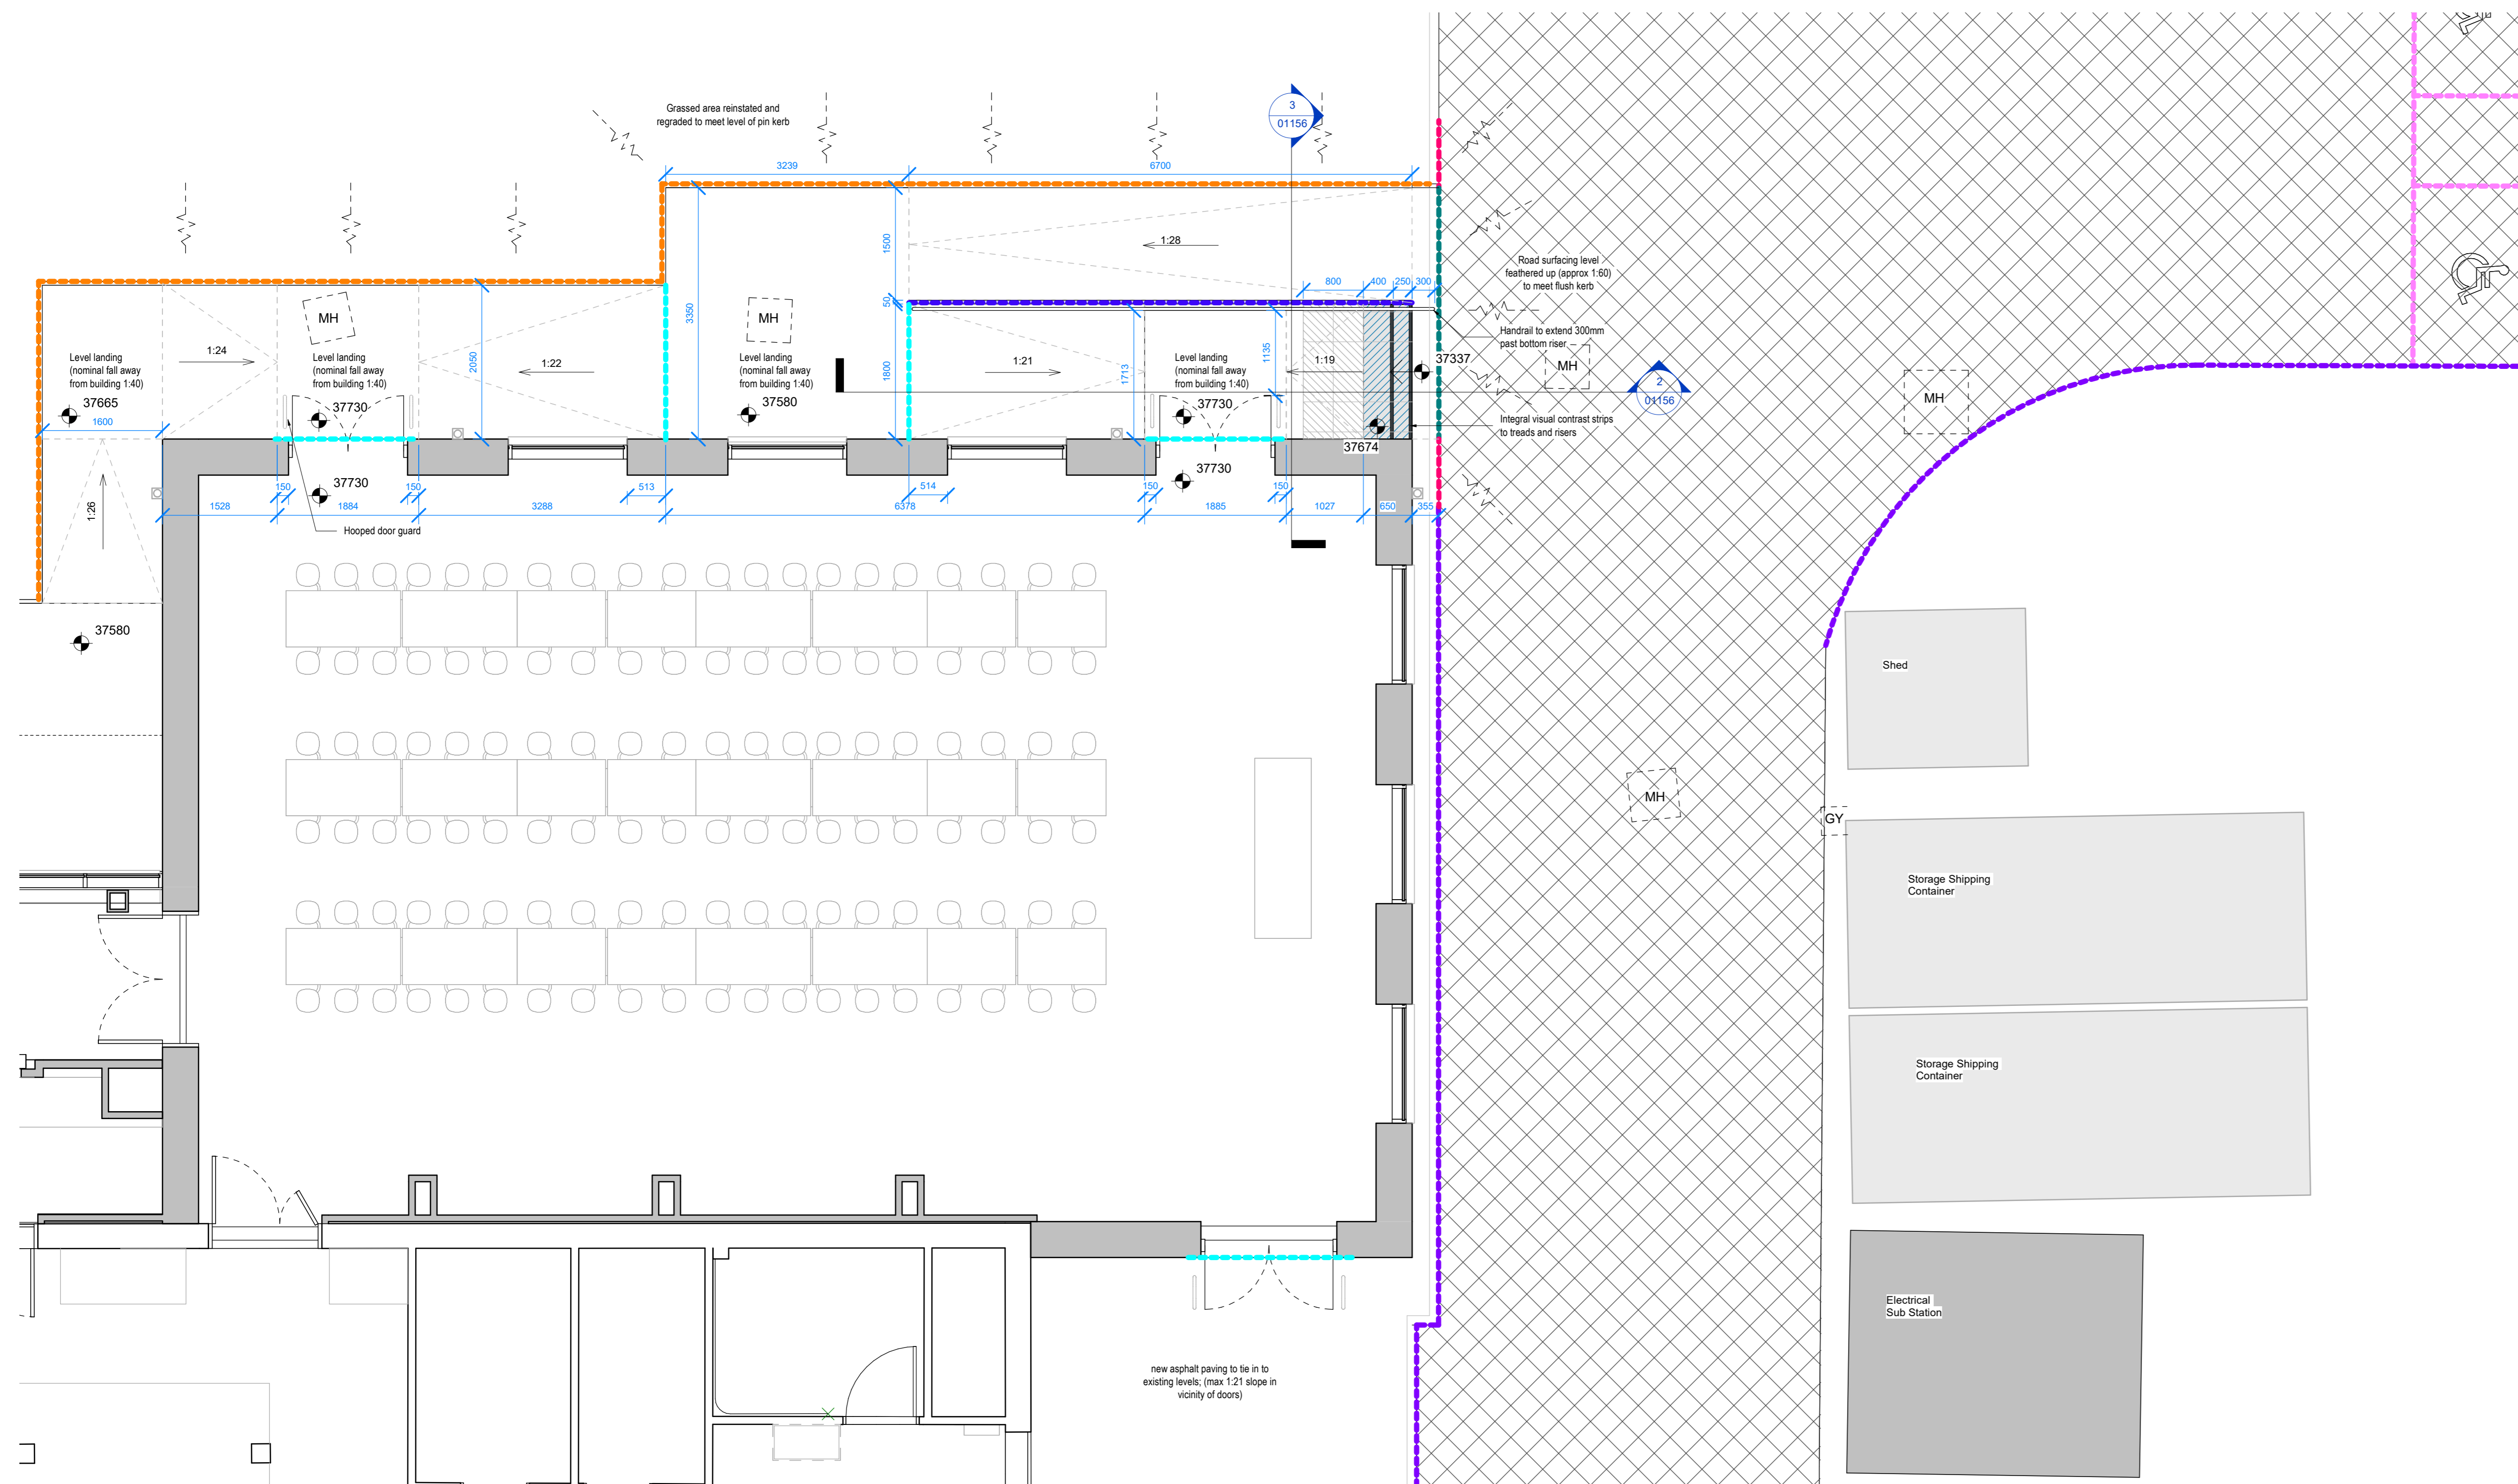 Grassed area reinstated and
regraded to meet level of pin kerb
3
01156
3239
6700
1500
1:28
Road surfacing level
feathered up (approx 1:60)
to meet flush kerb
800
400
250
300
50
3350
2050
1800
1713
1135
MH
MH
Level landing
(nominal fall away
from building 1:40)
1:24
Level landing
(nominal fall away
from building 1:40)
1:22
Level landing
(nominal fall away
from building 1:40)
1:21
Level landing
(nominal fall away
from building 1:40)
1:19
Handrail to extend 300mm
past bottom riser
37337
MH
2
01156
MH
37665
1600
37730
37580
37730
Integral visual contrast strips
to treads and risers
37674
37730
37730
1:26
150
150
513
514
150
150
1528
1884
3288
6378
1885
1027
650
355
Hooped door guard
37580
Shed
MH
GY
Storage Shipping
Container
Storage Shipping
Container
Electrical
Sub Station
new asphalt paving to tie in to
existing levels; (max 1:21 slope in
vicinity of doors)